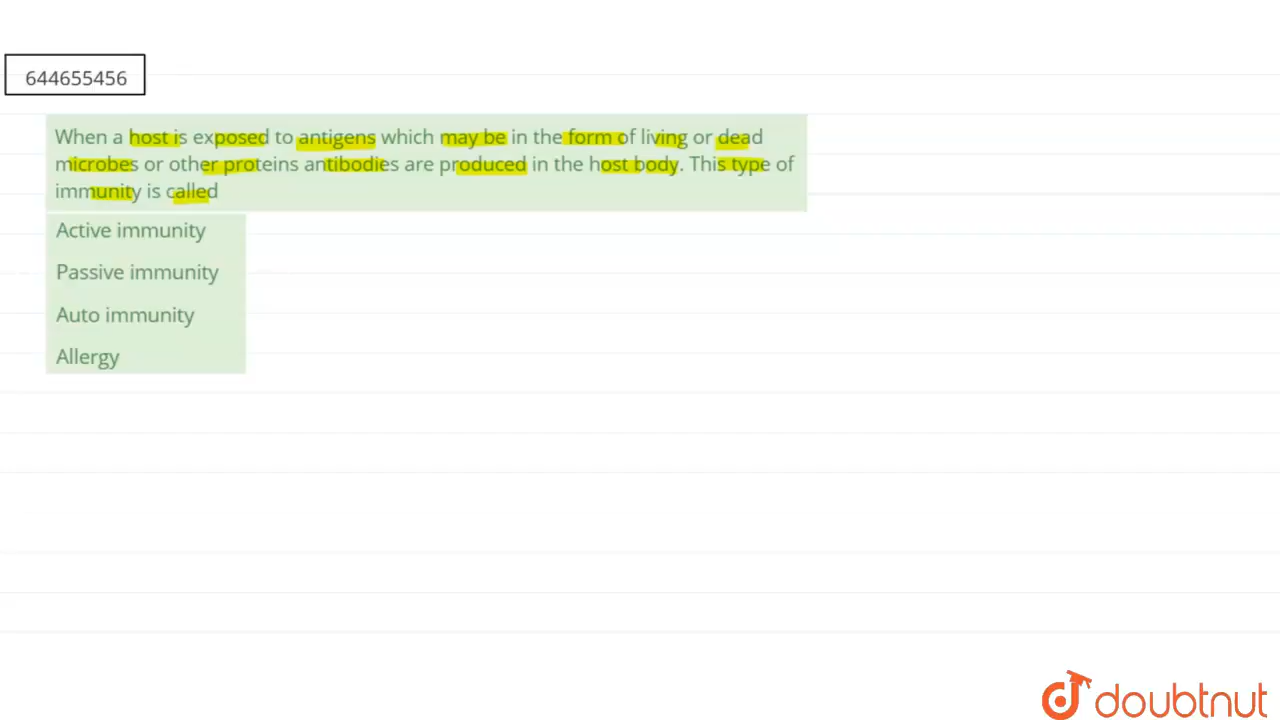 644655456
When a host is exposed to antigens which may be in the form of living or dead
microbes or other proteins antibodies are produced in the host body. This type of
immunity is called
Active immunity
Passive immunity
Auto immunity
Allergy
doubtnut